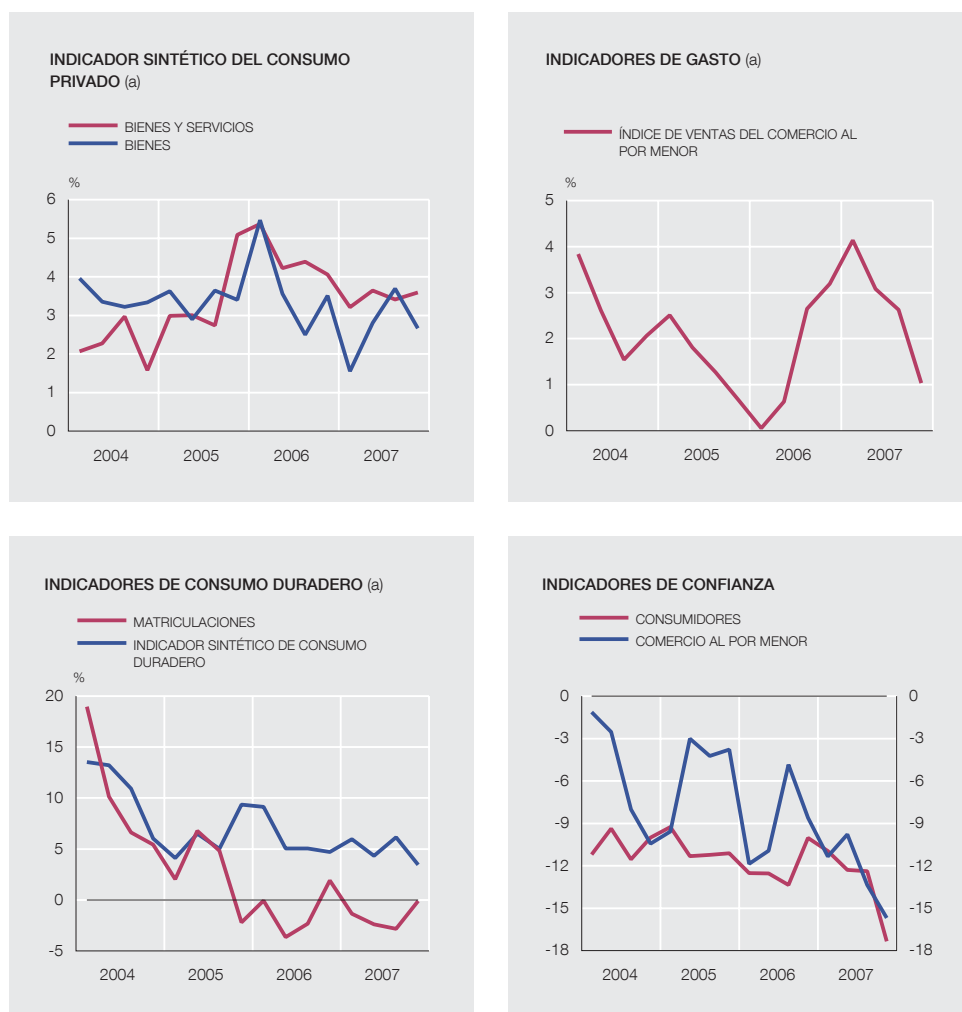 INDICADOR SINTÉTICO DEL CONSUMO
PRIVADO (a)
BIENES Y SERVICIOS
BIENES
%
6
5
4
3
2
1
0
2004 2005 2006 2007
INDICADORES DE GASTO (a)
ÍNDICE DE VENTAS DEL COMERCIO AL
POR MENOR
%
5
4
3
2
1
0
2004 2005 2006 2007
INDICADORES DE CONSUMO DURADERO (a)
MATRICULACIONES
INDICADOR SINTÉTICO DE CONSUMO
DURADERO
%
20
15
10
5
0
-5
2004 2005 2006 2007
INDICADORES DE CONFIANZA
CONSUMIDORES
COMERCIO AL POR MENOR
0 0
-3 -3
-6 -6
-9 -9
-12 -12
-15 -15
-18 -18
2004 2005 2006 2007